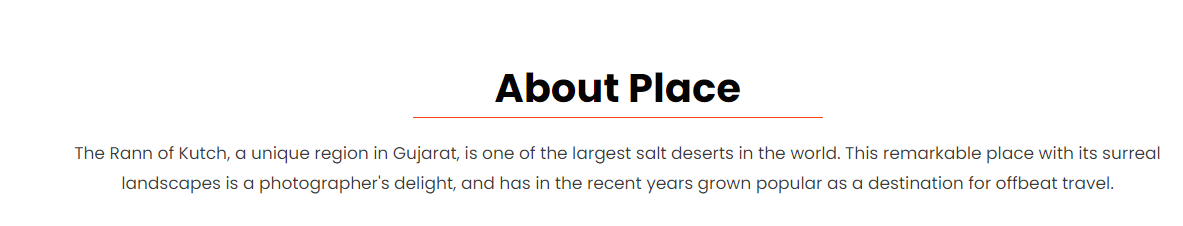 About Place
The Rann of Kutch, a unique region in Gujarat, is one of the largest salt deserts in the world. This remarkable place with its surreal
landscapes is a photographer's delight, and has in the recent years grown popular as a destination for offbeat travel.